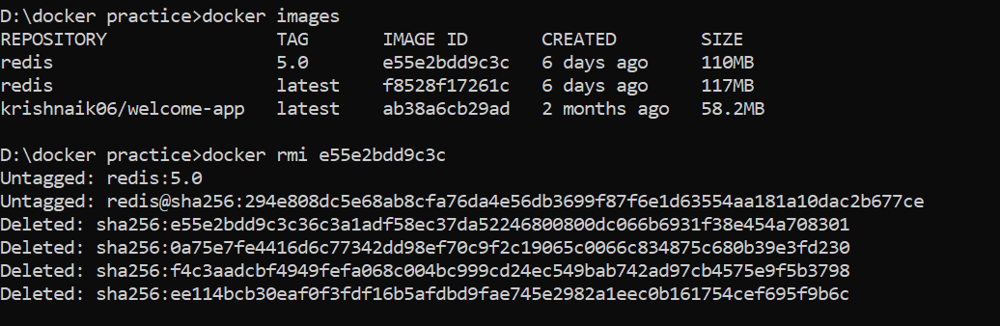 D:\docker practice>docker images
REPOSITORY TAG IMAGE ID CREATED SIZE
redis 5.0 e55e2bdd9c3c 6 days ago 110MB
redis latest f8528f17261c 6 days ago 117MB
krishnaik06/welcome-app latest ab38a6cb29ad 2 months ago 58.2MB
D:\docker practice>docker rmi e55e2bdd9c3c
Untagged: redis:5.0
Untagged: redis@sha256:294e808dc5e68ab8cfa76da4e56db3699f87f6e1d63554aa181a10dac2b677ce
Deleted: sha256:e55e2bdd9c3c36c3a1adf58ec37da52246800800dc066b6931f38e454a708301
Deleted: sha256:0a75e7fe4416d6c77342dd98ef70c9f2c19065c0066c834875c680b39e3fd230
Deleted: sha256:f4c3aadcbf4949fefa068c004bc999cd24ec549bab742ad97cb4575e9f5b3798
Deleted: sha256:ee114bcb30eaf0f3fdf16b5afdbd9fae745e2982a1eec0b161754cef695f9b6c